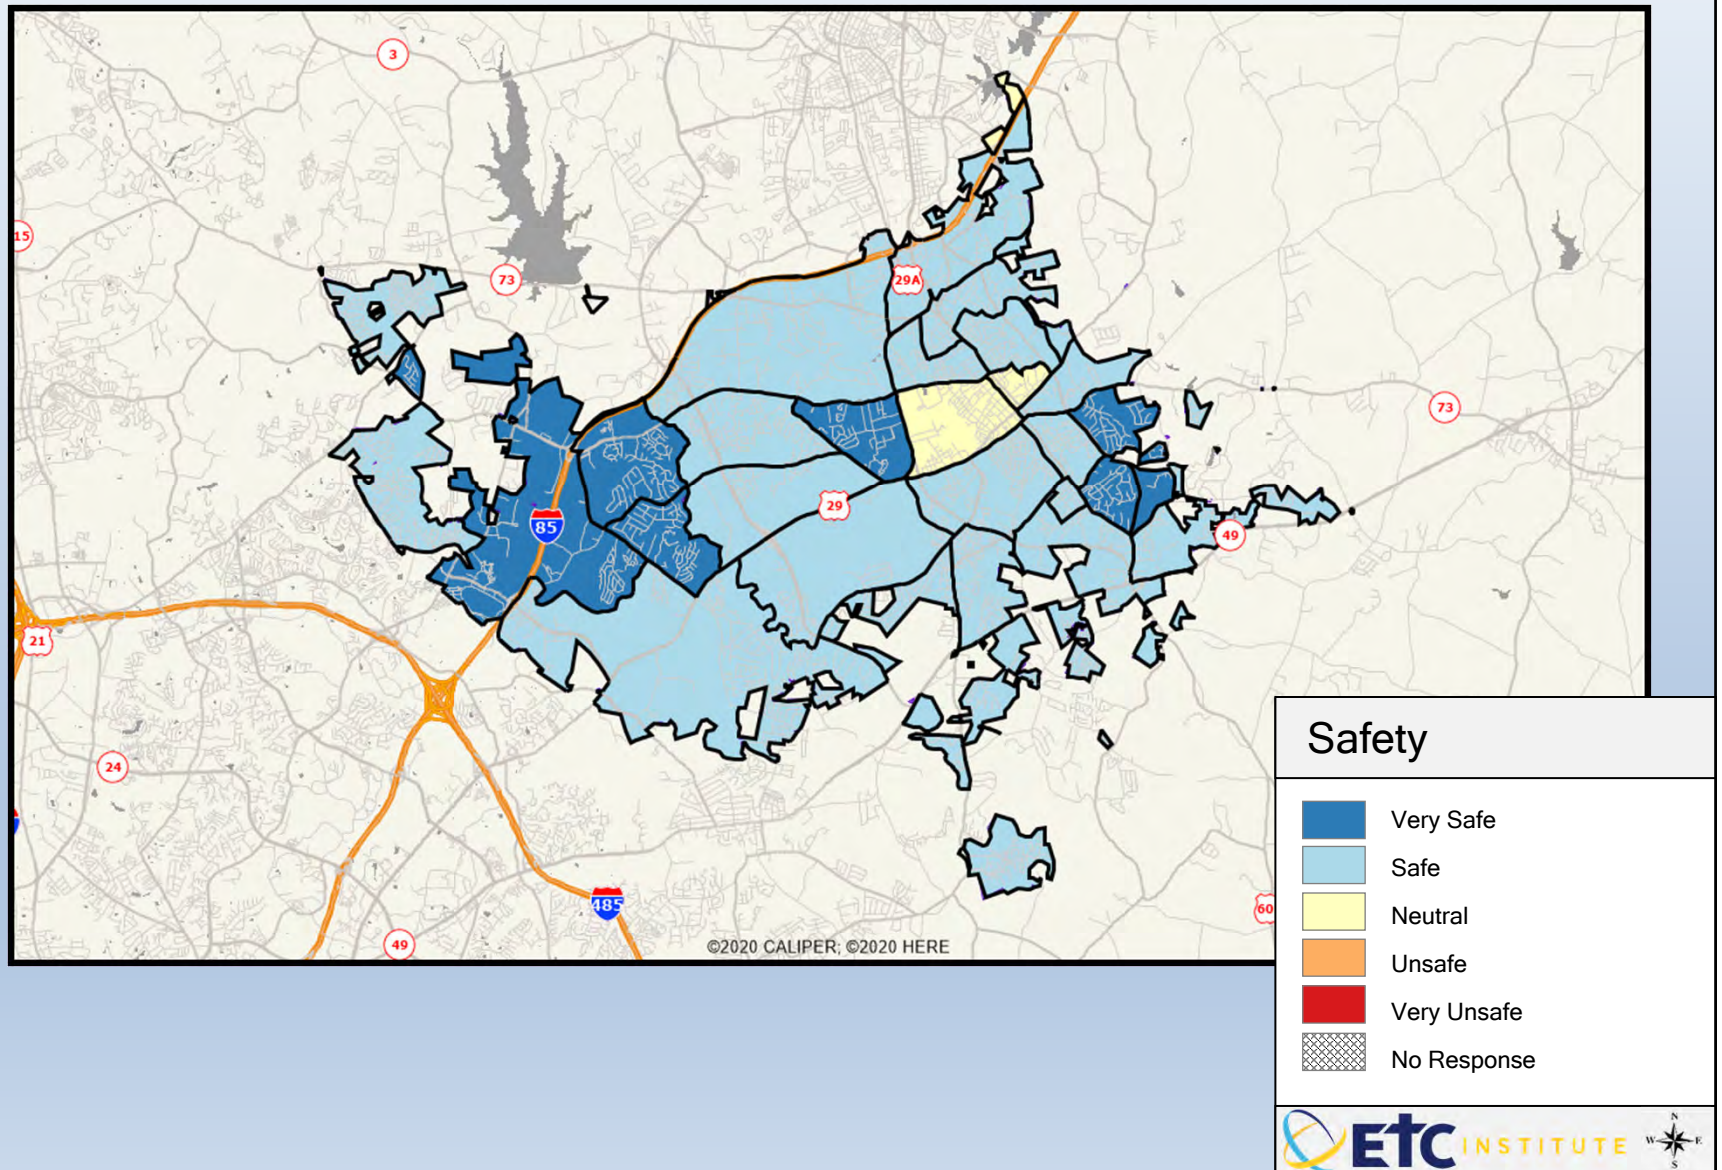 3
15
73
29A
73
29
85
49
21
24
485
49
60
©2020 CALIPER; ©2020 HERE
Safety
Very Safe
Safe
Neutral
Unsafe
Very Unsafe
No Response
ETC INSTITUTE
N
W E
S